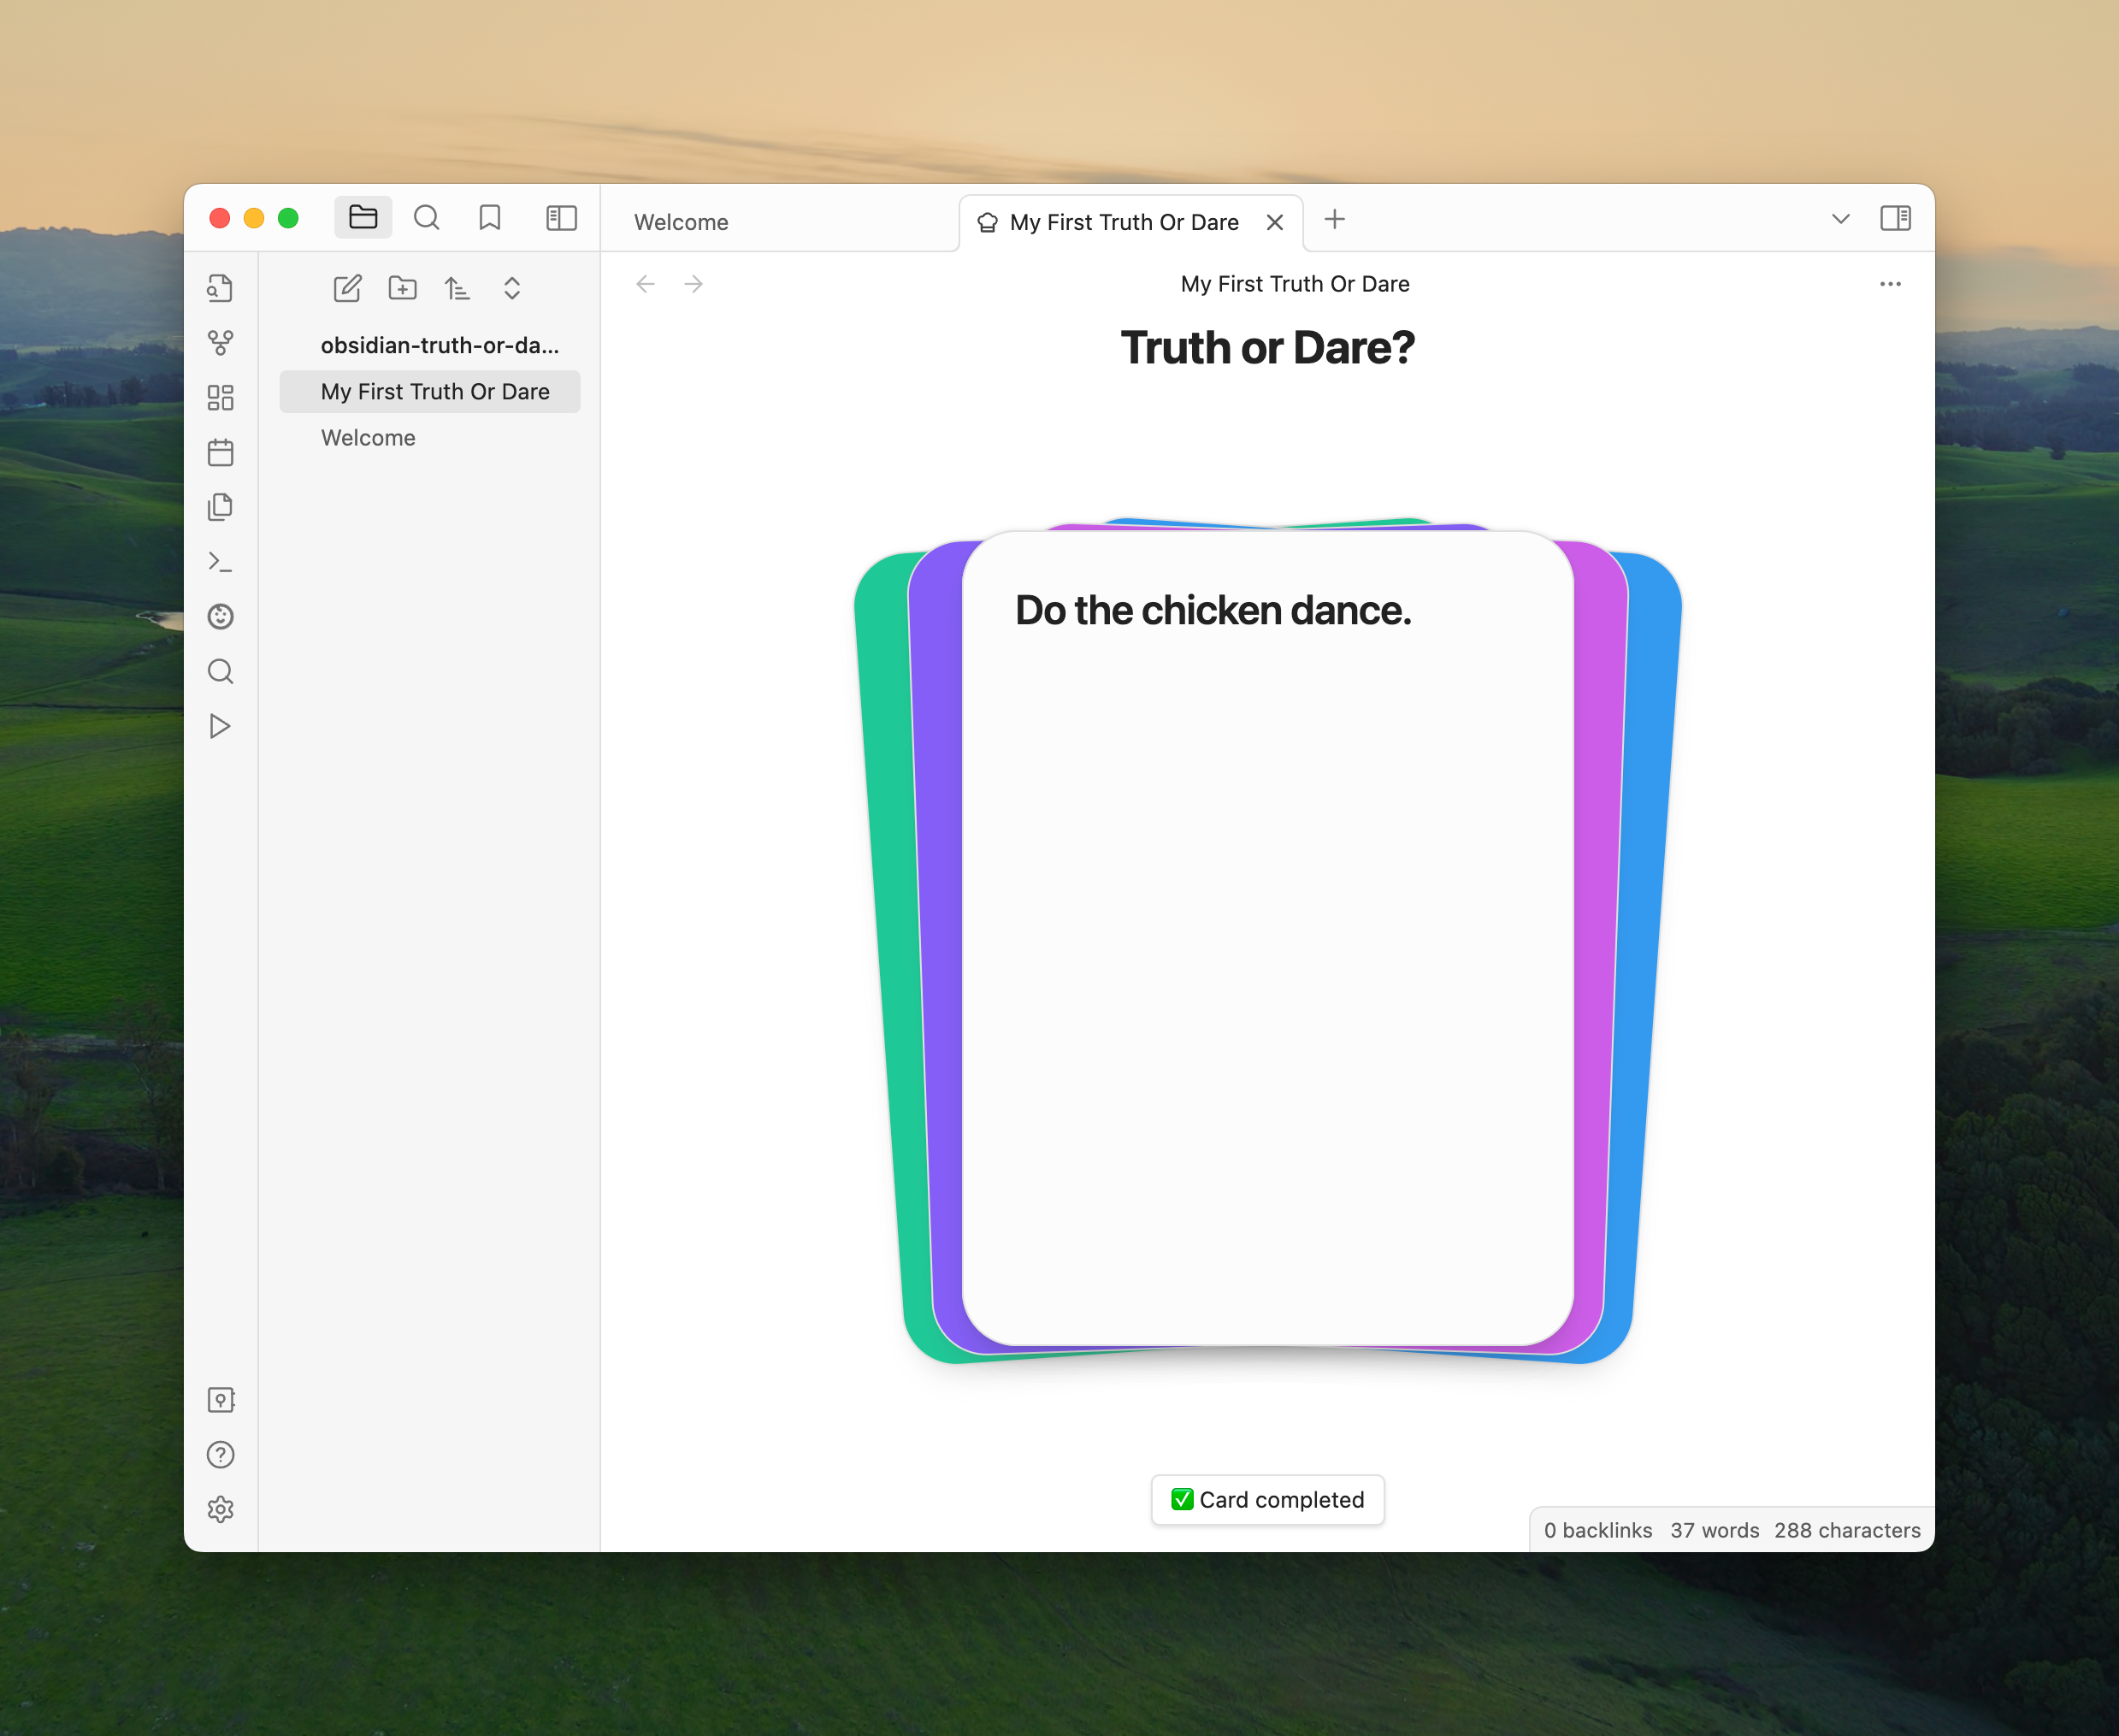 Welcome
My First Truth Or Dare
obsidian-truth-or-da...
My First Truth Or Dare
Welcome
My First Truth Or Dare
Truth or Dare?
Do the chicken dance.
✅ Card completed
0 backlinks 37 words 288 characters